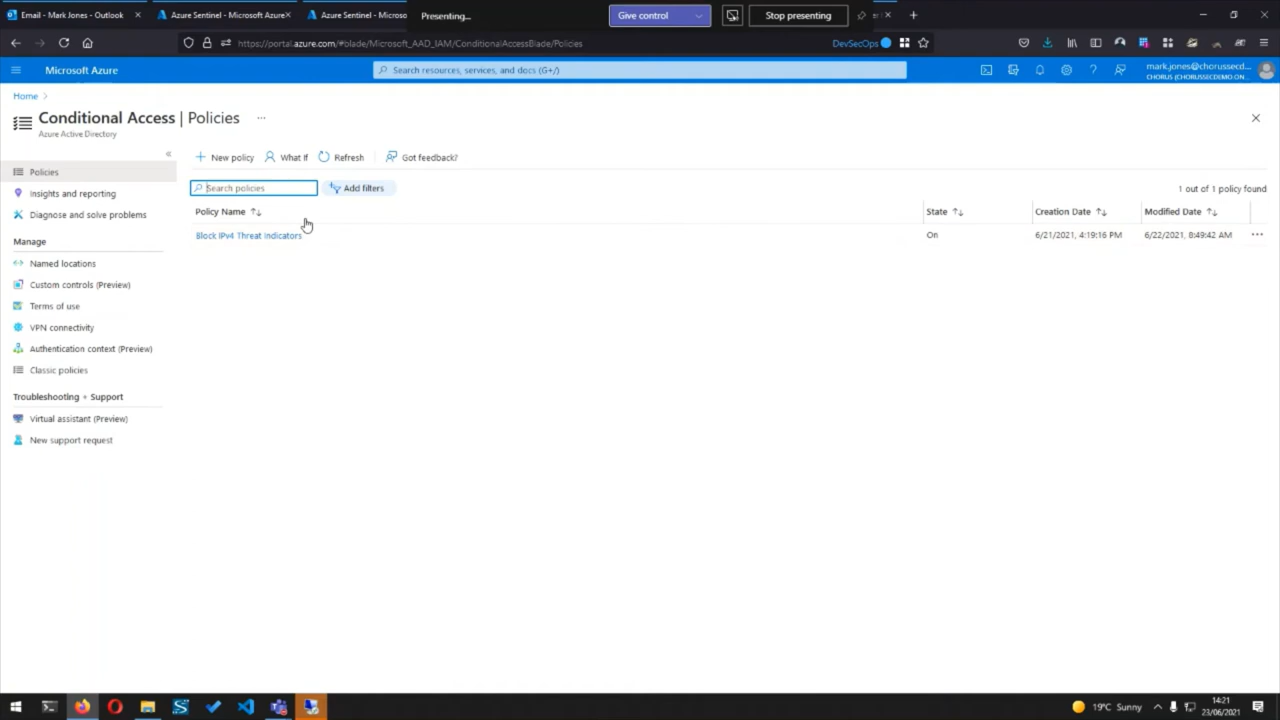 Email - Mark Jones - Outlook
Azure Sentinel - Microsoft Azure
Azure Sentinel - Microso
Presenting...
Give control
Stop presenting
https://portal.azure.com/#blade/Microsoft_AAD_IAM/ConditionalAccessBlade/Policies
DevSecOps
Microsoft Azure
Search resources, services, and docs (G+/)
mark.jones@chorussecd...
CHORUS (CHORUSSECDEMO.ON...
Home
Conditional Access | Policies
...
Azure Active Directory
Policies
Insights and reporting
Diagnose and solve problems
Manage
Named locations
Custom controls (Preview)
Terms of use
VPN connectivity
Authentication context (Preview)
Classic policies
Troubleshooting + Support
Virtual assistant (Preview)
New support request
New policy
What If
Refresh
Got feedback?
Search policies
Add filters
1 out of 1 policy found
Policy Name
State
Creation Date
Modified Date
Block IPv4 Threat Indicators
On
6/21/2021, 4:19:16 PM
6/22/2021, 8:49:42 AM
...
19°C Sunny
14:21
23/06/2021